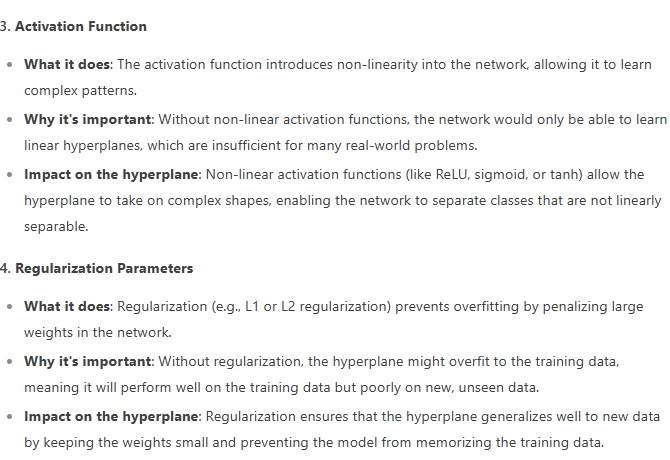 3. Activation Function
• What it does: The activation function introduces non-linearity into the network, allowing it to learn
complex patterns.
• Why it's important: Without non-linear activation functions, the network would only be able to learn
linear hyperplanes, which are insufficient for many real-world problems.
• Impact on the hyperplane: Non-linear activation functions (like ReLU, sigmoid, or tanh) allow the
hyperplane to take on complex shapes, enabling the network to separate classes that are not linearly
separable.
4. Regularization Parameters
• What it does: Regularization (e.g., L1 or L2 regularization) prevents overfitting by penalizing large
weights in the network.
• Why it's important: Without regularization, the hyperplane might overfit to the training data,
meaning it will perform well on the training data but poorly on new, unseen data.
• Impact on the hyperplane: Regularization ensures that the hyperplane generalizes well to new data
by keeping the weights small and preventing the model from memorizing the training data.